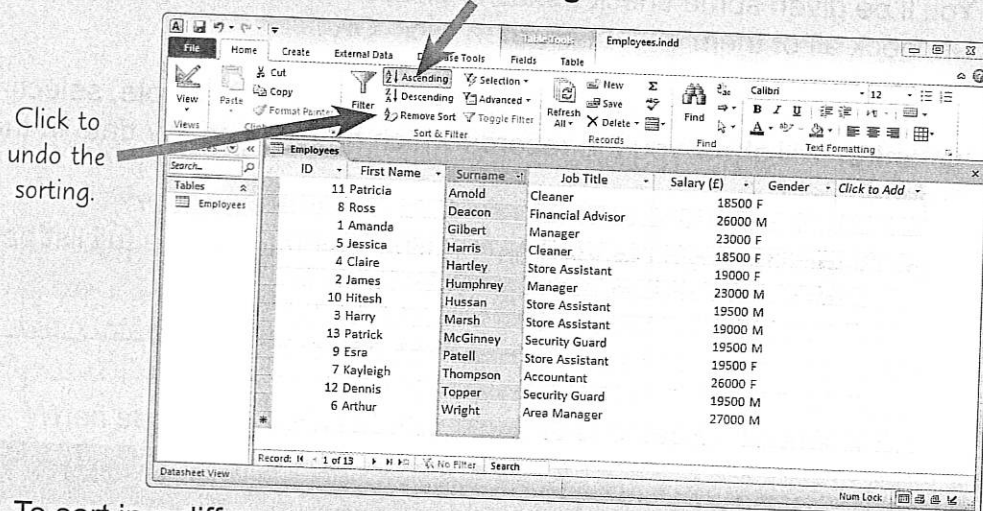 Click to
undo the
sorting.
Employees.indd
File Home Create External Data Tools Fields Table
View
Views
Paste
Cut
Copy
Format Painter
Filter
Ascending
Descending
Remove Sort
Selection
Advanced
Toggle Filter
Sort & Filter
Refresh
All
New
Save
Delete
Records
Find
Find
Calibri 12
B I U
Text Formatting
Search...
Tables
Employees
Employees
ID First Name Surname Job Title Salary (£) Gender Click to Add
11 Patricia Arnold Cleaner 18500 F
8 Ross Deacon Financial Advisor 26000 M
1 Amanda Gilbert Manager 23000 F
5 Jessica Harris Cleaner 18500 F
4 Claire Hartley Store Assistant 19000 F
2 James Humphrey Manager 23000 M
10 Hitesh Hussan Store Assistant 19500 M
3 Harry Marsh Store Assistant 19000 M
13 Patrick McGinney Security Guard 19500 M
9 Esra Patell Store Assistant 19500 F
7 Kayleigh Thompson Accountant 26000 F
12 Dennis Topper Security Guard 19500 M
6 Arthur Wright Area Manager 27000 M
Record: 1 of 13 No Filter Search
Datasheet View Num Lock